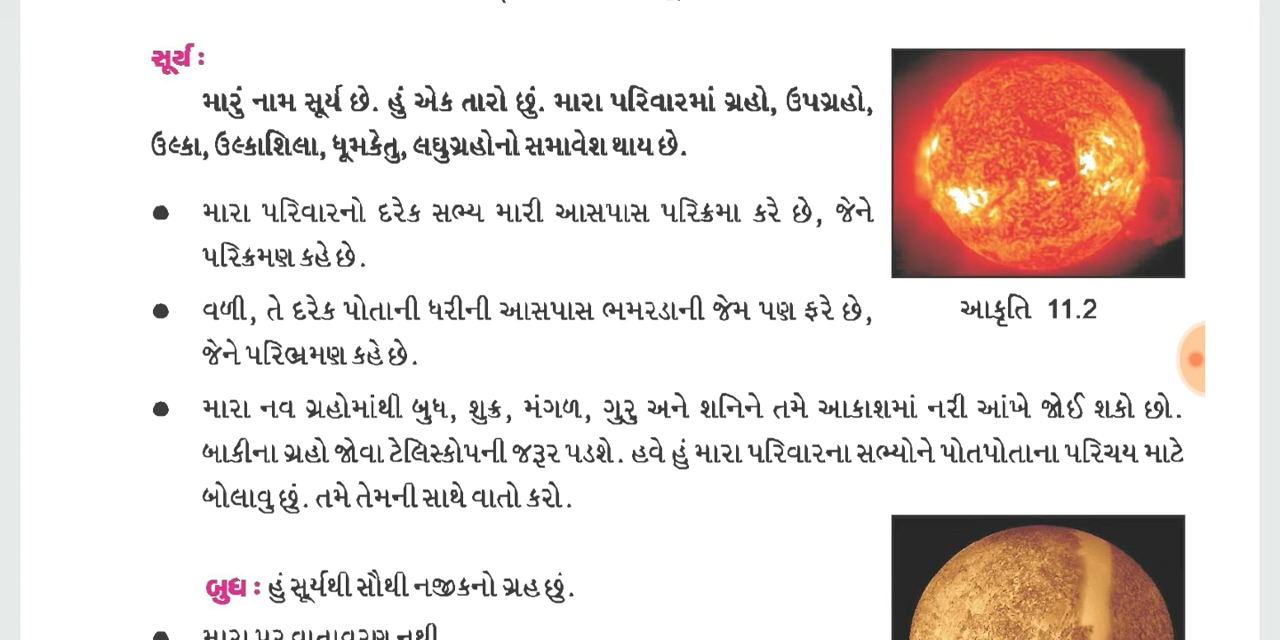 સૂર્ય :
મારું નામ સૂર્ય છે. હું એક તારો છું. મારા પરિવારમાં ગ્રહો, ઉપગ્રહો,
ઉલ્કા, ઉલ્કાશિલા, ધૂમકેતુ, લઘુગ્રહોનો સમાવેશ થાય છે.
● મારા પરિવારનો દરેક સભ્ય મારી આસપાસ પરિક્રમા કરે છે, જેને
પરિક્રમણ કહે છે.
● વળી, તે દરેક પોતાની ધરીની આસપાસ ભમરડાની જેમ પણ ફરે છે,
જેને પરિભ્રમણ કહે છે.
આકૃતિ 11.2
● મારા નવ ગ્રહોમાંથી બુધ, શુક્ર, મંગળ, ગુરુ અને શનિને તમે આકાશમાં નરી આંખે જોઈ શકો છો.
બાકીના ગ્રહો જોવા ટેલિસ્કોપની જરૂર પડશે. હવે હું મારા પરિવારના સભ્યોને પોતપોતાના પરિચય માટે
બોલાવુ છું. તમે તેમની સાથે વાતો કરો.
બુધ : હું સૂર્યથી સૌથી નજીકનો ગ્રહ છું.
● મારા પર વાતાવરણ નથી